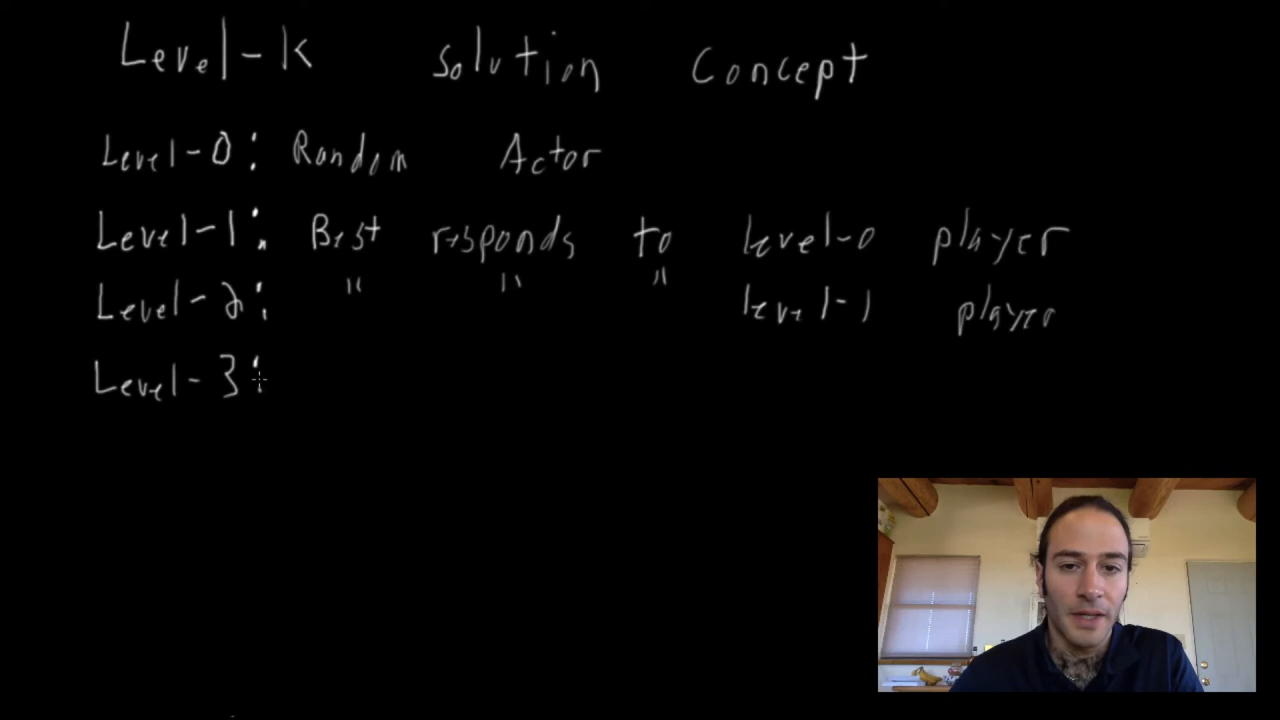 Level-K Solution Concept
Level-0: Random Actor
Level-1: Best responds to level-0 player
Level-2: " " " level-1 player
Level-3: